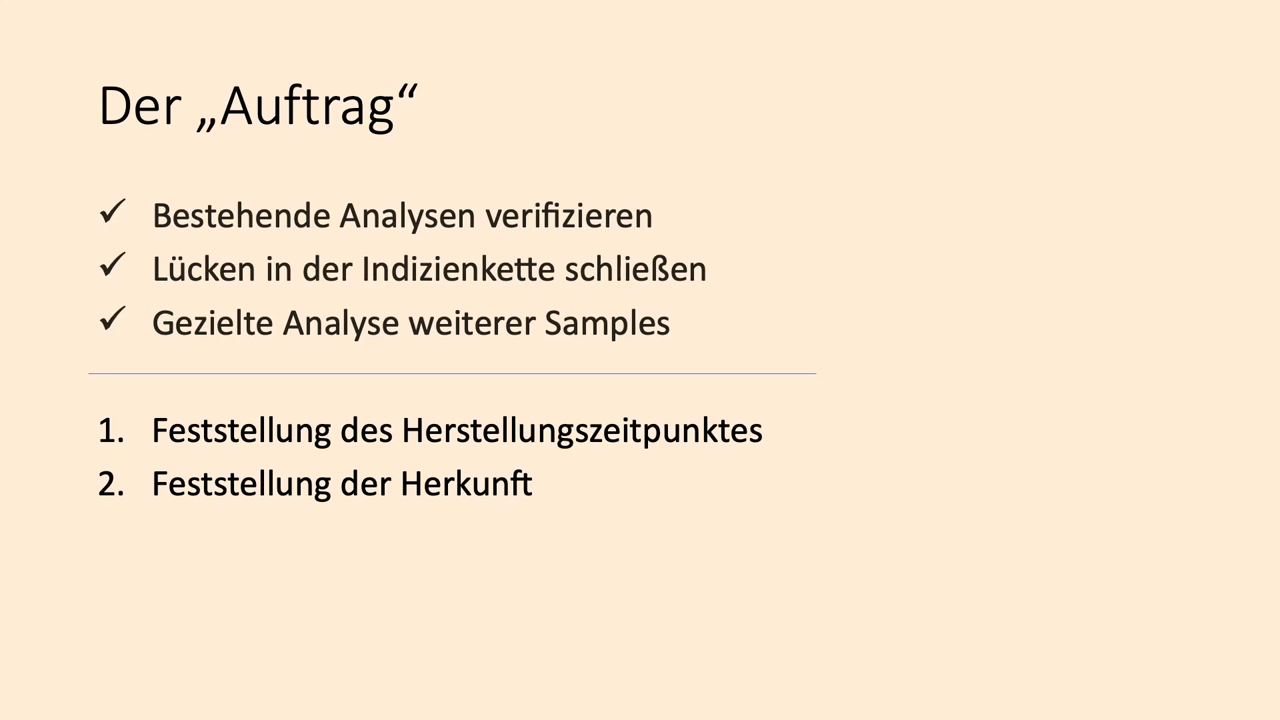 Der „Auftrag“
✓ Bestehende Analysen verifizieren
✓ Lücken in der Indizienkette schließen
✓ Gezielte Analyse weiterer Samples
1. Feststellung des Herstellungszeitpunktes
2. Feststellung der Herkunft